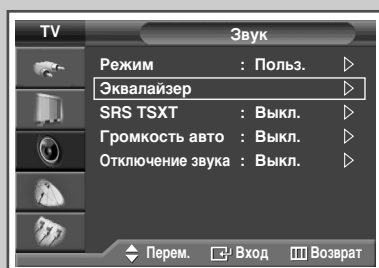 TV Звук
Режим : Польз.
Эквалайзер
SRS TSXT : Выкл.
Громкость авто : Выкл.
Отключение звука : Выкл.
Перем. Вход Возврат